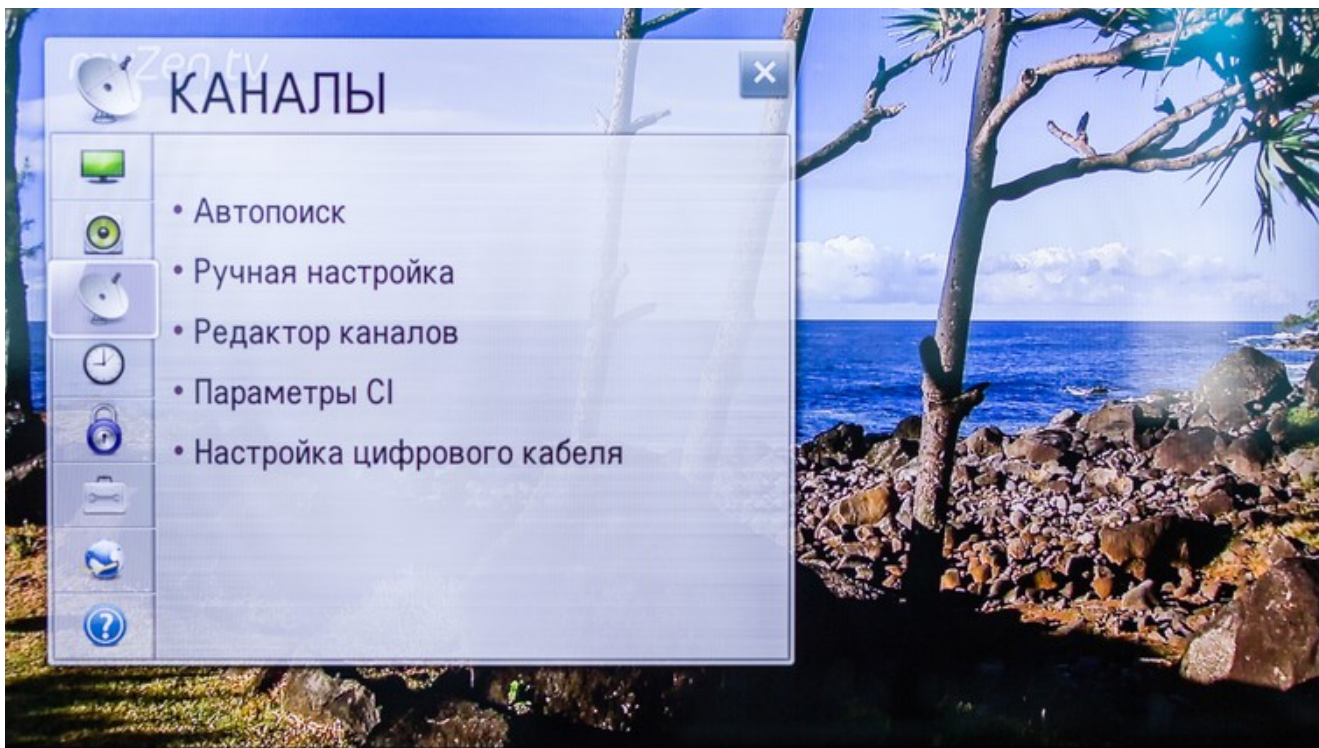 myZen.tv
КАНАЛЫ
• Автопоиск
• Ручная настройка
• Редактор каналов
• Параметры CI
• Настройка цифрового кабеля